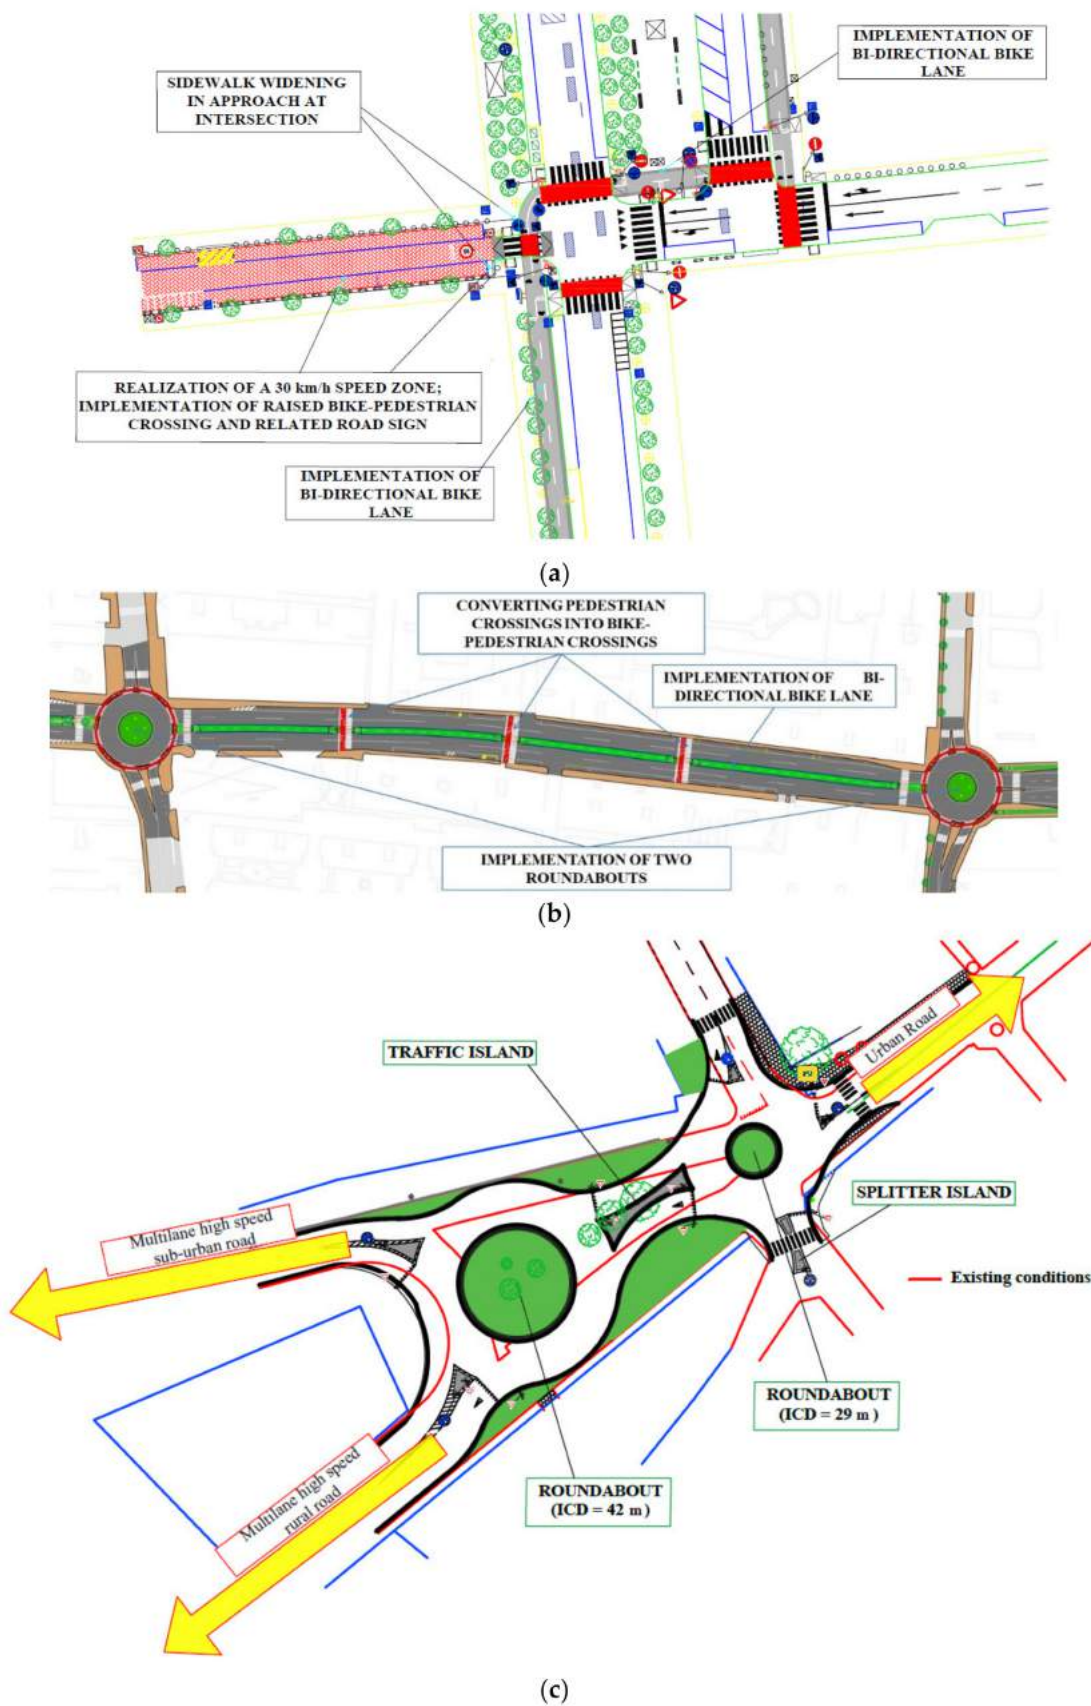 IMPLEMENTATION OF
BI-DIRECTIONAL BIKE
LANE
SIDEWALK WIDENING
IN APPROACH AT
INTERSECTION
REALIZATION OF A 30 km/h SPEED ZONE;
IMPLEMENTATION OF RAISED BIKE-PEDESTRIAN
CROSSING AND RELATED ROAD SIGN
IMPLEMENTATION OF
BI-DIRECTIONAL BIKE
LANE
(a)
CONVERTING PEDESTRIAN
CROSSINGS INTO BIKE-
PEDESTRIAN CROSSINGS
IMPLEMENTATION OF BI-
DIRECTIONAL BIKE LANE
IMPLEMENTATION OF TWO
ROUNDABOUTS
(b)
Urban Road
TRAFFIC ISLAND
SPLITTER ISLAND
Multilane high speed
sub-urban road
Existing conditions
ROUNDABOUT
(ICD = 29 m )
ROUNDABOUT
(ICD = 42 m )
Multilane high speed
rural road
(c)